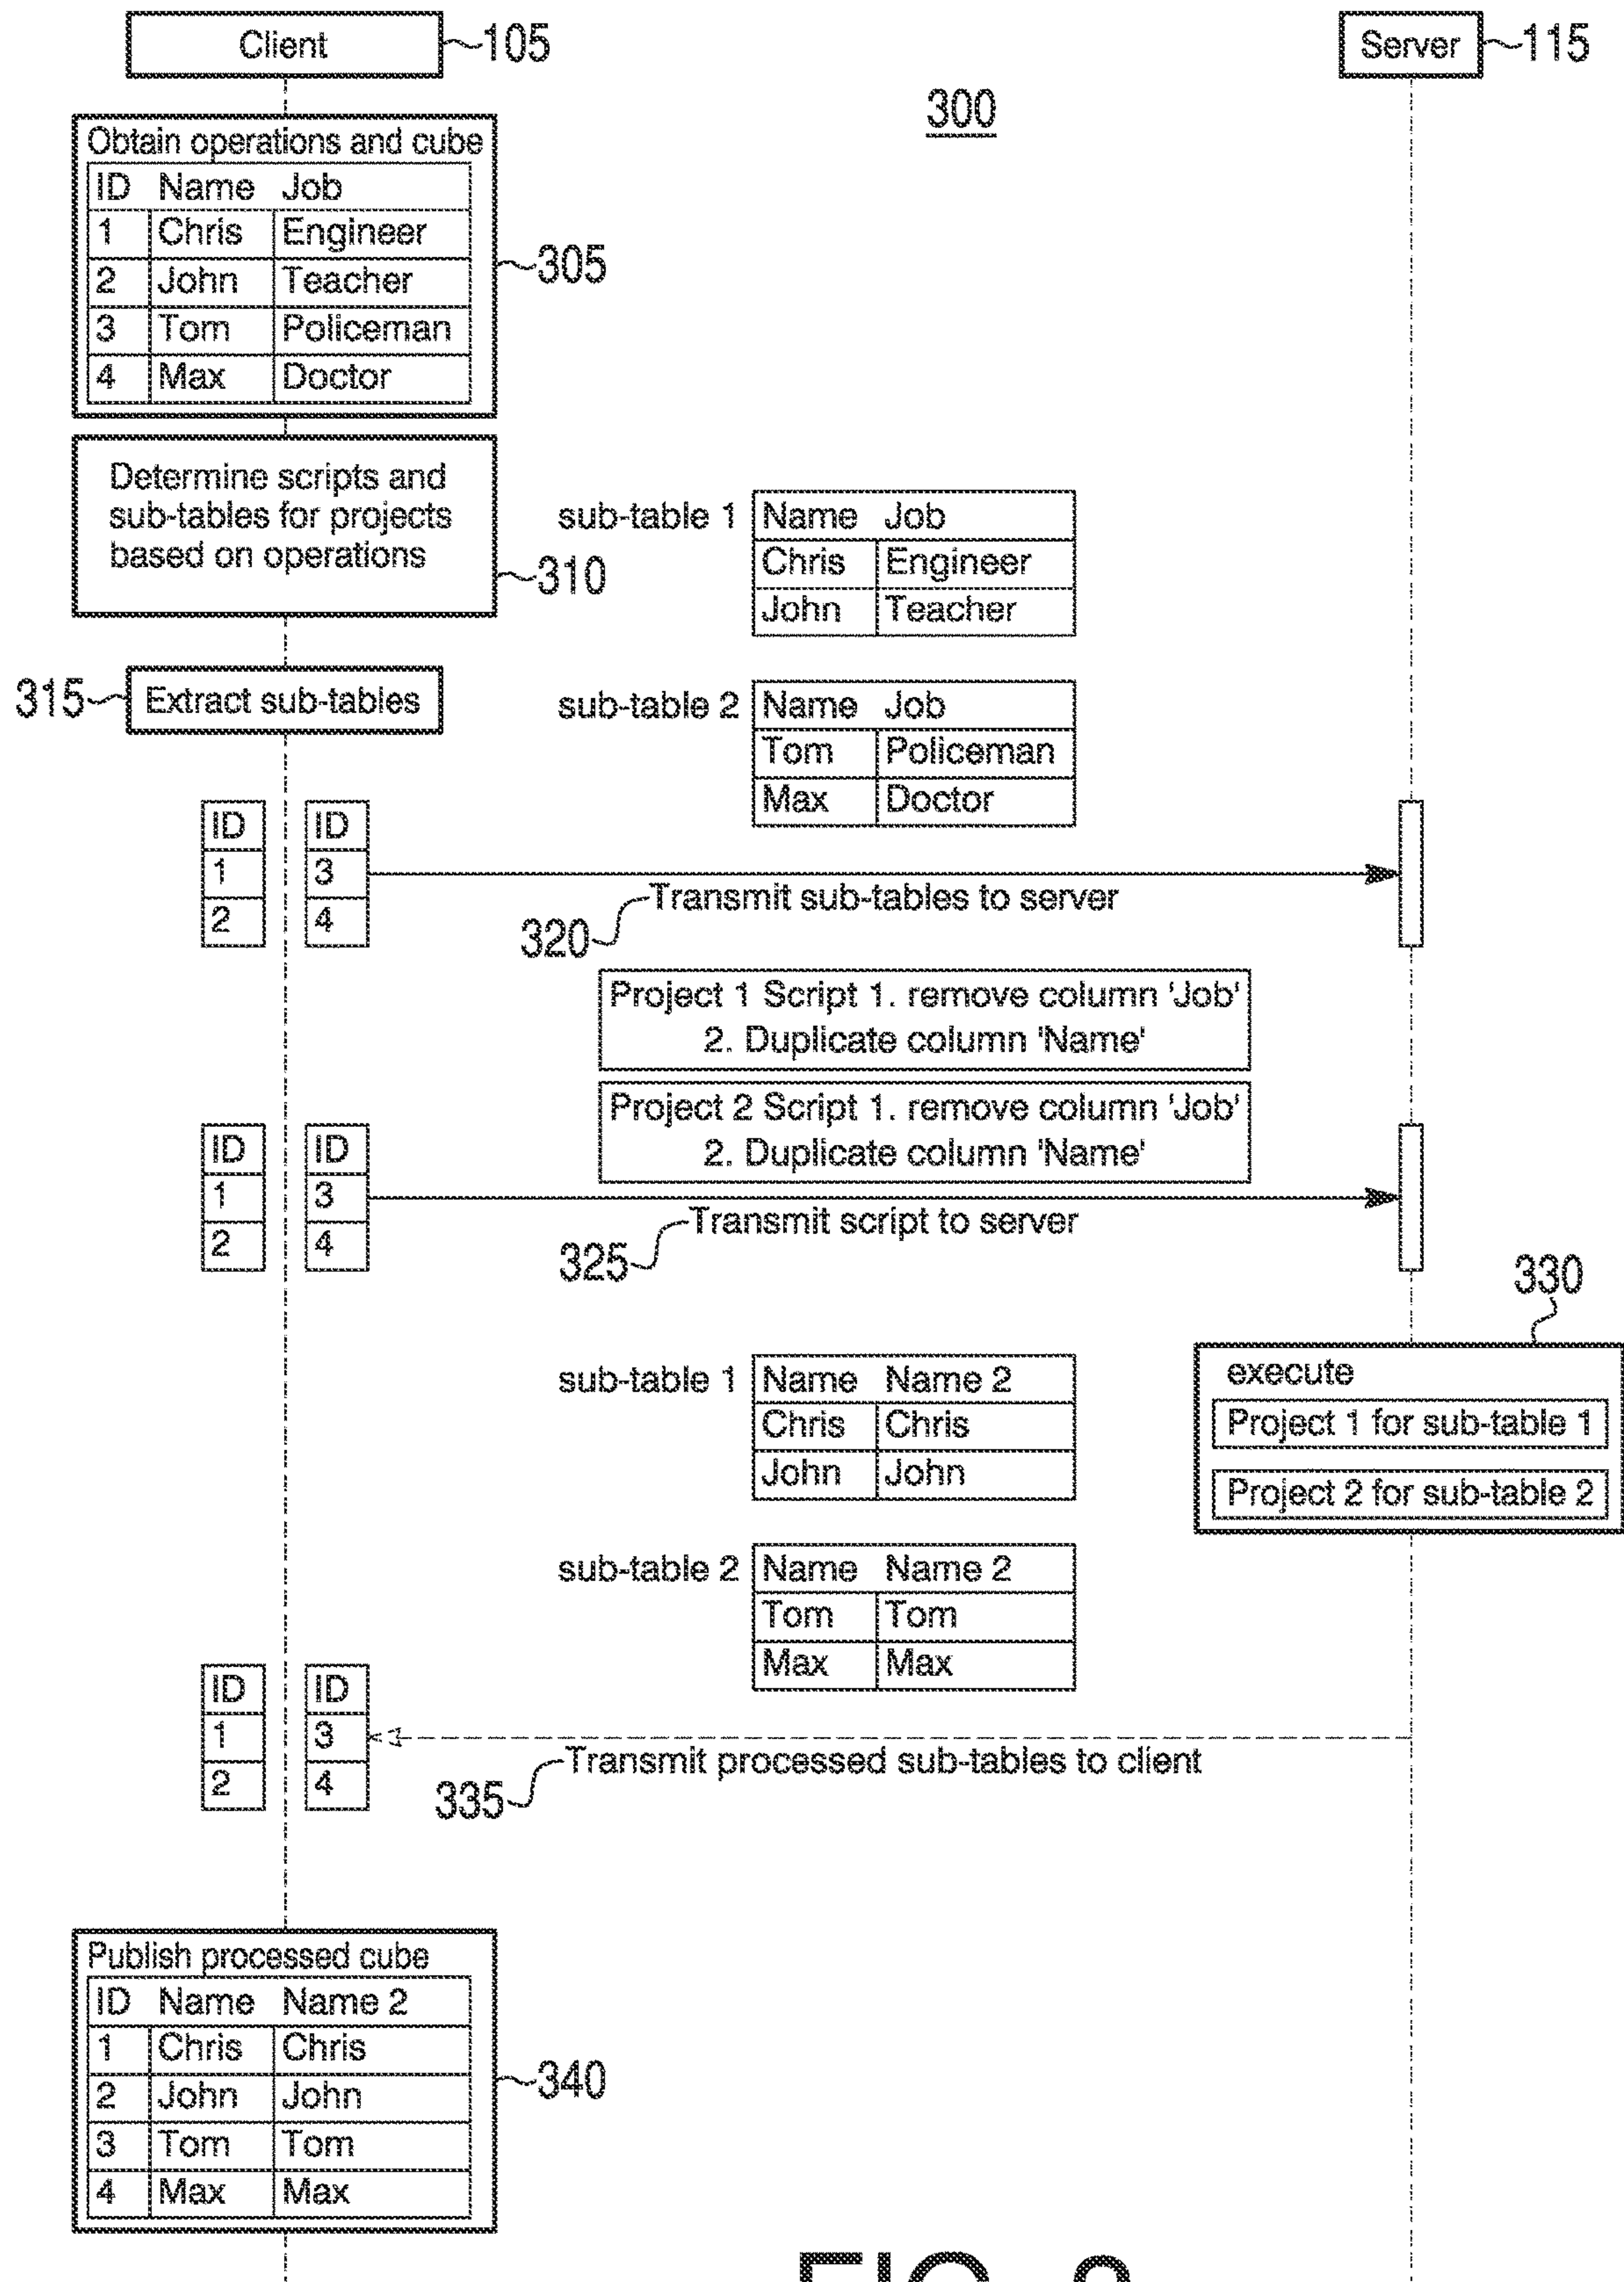 Client 105
Server 115
300
Obtain operations and cube
ID Name Job
1 Chris Engineer
2 John Teacher
3 Tom Policeman
4 Max Doctor
305
Determine scripts and
sub-tables for projects
based on operations
310
sub-table 1
Name Job
Chris Engineer
John Teacher
315
Extract sub-tables
sub-table 2
Name Job
Tom Policeman
Max Doctor
ID
1
2
ID
3
4
Transmit sub-tables to server
320
Project 1 Script 1. remove column 'Job'
2. Duplicate column 'Name'
Project 2 Script 1. remove column 'Job'
2. Duplicate column 'Name'
ID
1
2
ID
3
4
Transmit script to server
325
330
execute
Project 1 for sub-table 1
Project 2 for sub-table 2
sub-table 1
Name Name 2
Chris Chris
John John
sub-table 2
Name Name 2
Tom Tom
Max Max
ID
1
2
ID
3
4
Transmit processed sub-tables to client
335
Publish processed cube
ID Name Name 2
1 Chris Chris
2 John John
3 Tom Tom
4 Max Max
340